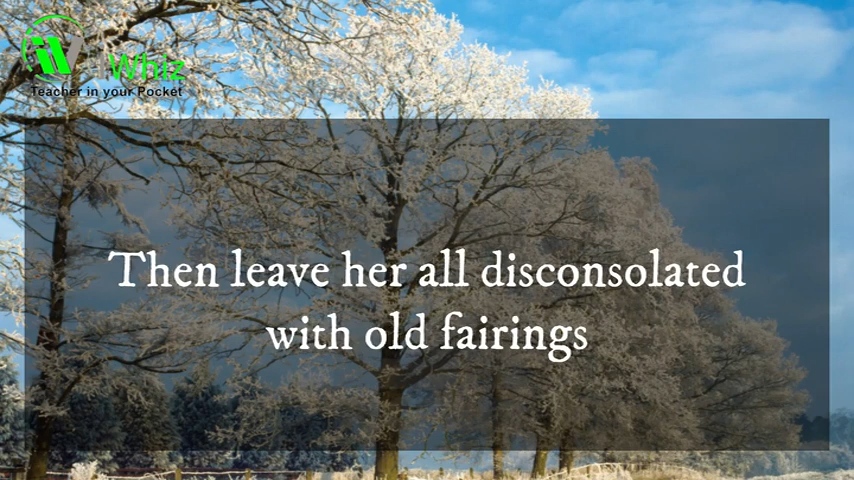 Whiz
Teacher in your Pocket
Then leave her all disconsolated
with old fairings